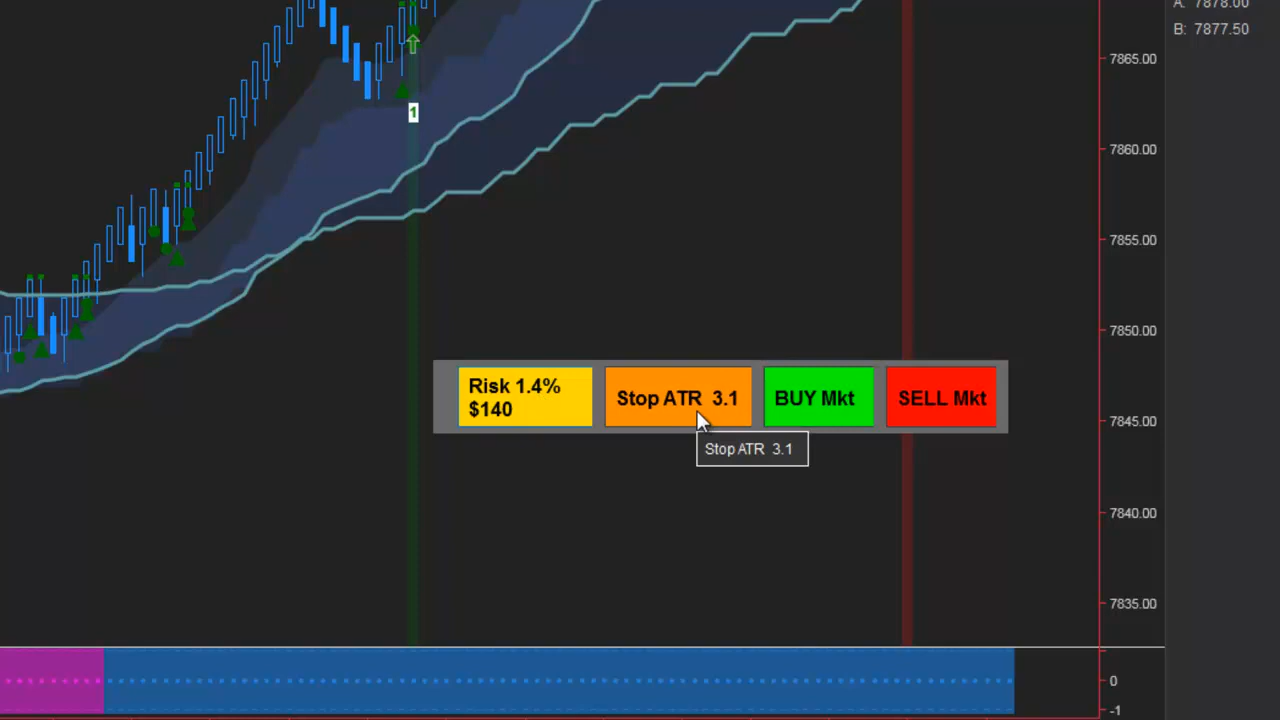 A: 7878.00
B: 7877.50
7865.00
1
7860.00
7855.00
7850.00
Risk 1.4%
$140
Stop ATR 3.1
BUY Mkt
SELL Mkt
7845.00
Stop ATR 3.1
7840.00
7835.00
0
-1